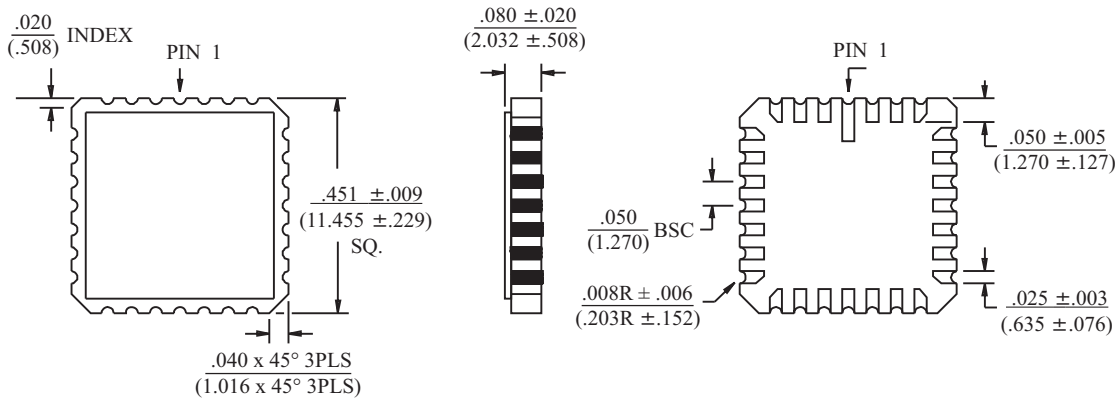 .020
(.508) INDEX
PIN 1
.451 ±.009
(11.455 ±.229)
SQ.
.040 x 45° 3PLS
(1.016 x 45° 3PLS)
.080 ±.020
(2.032 ±.508)
PIN 1
.050 ±.005
(1.270 ±.127)
.050
(1.270) BSC
.008R ± .006
(.203R ±.152)
.025 ±.003
(.635 ±.076)